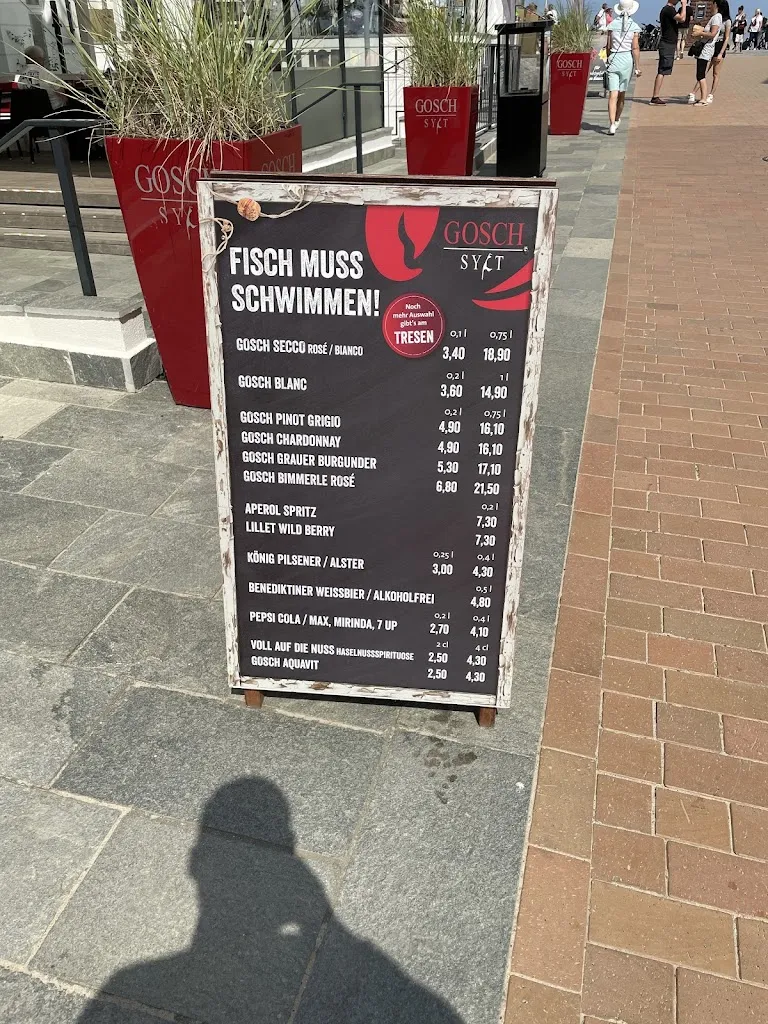 GOSCH
SYLT
GOSCH
SYLT
GOSCH
SYLT
GOSCH
GOSCH
SYLT
FISCH MUSS
SCHWIMMEN!
Noch
mehr Auswahl
gibt's am
TRESEN
0,1 l 0,75 l
GOSCH SECCO ROSÉ / BIANCO 3,40 18,90
0,2 l 1 l
GOSCH BLANC 3,60 14,90
0,2 l 0,75 l
GOSCH PINOT GRIGIO 4,90 16,10
GOSCH CHARDONNAY 4,90 16,10
GOSCH GRAUER BURGUNDER 5,30 17,10
GOSCH BIMMERLE ROSÉ 6,80 21,50
0,2 l
APEROL SPRITZ 7,30
LILLET WILD BERRY 7,30
0,25 l 0,4 l
KÖNIG PILSENER / ALSTER 3,00 4,30
0,5 l
BENEDIKTINER WEISSBIER / ALKOHOLFREI 4,80
0,2 l 0,4 l
PEPSI COLA / MAX, MIRINDA, 7 UP 2,70 4,10
2 cl 4 cl
VOLL AUF DIE NUSS HASELNUSSSPIRITUOSE 2,50 4,30
GOSCH AQUAVIT 2,50 4,30